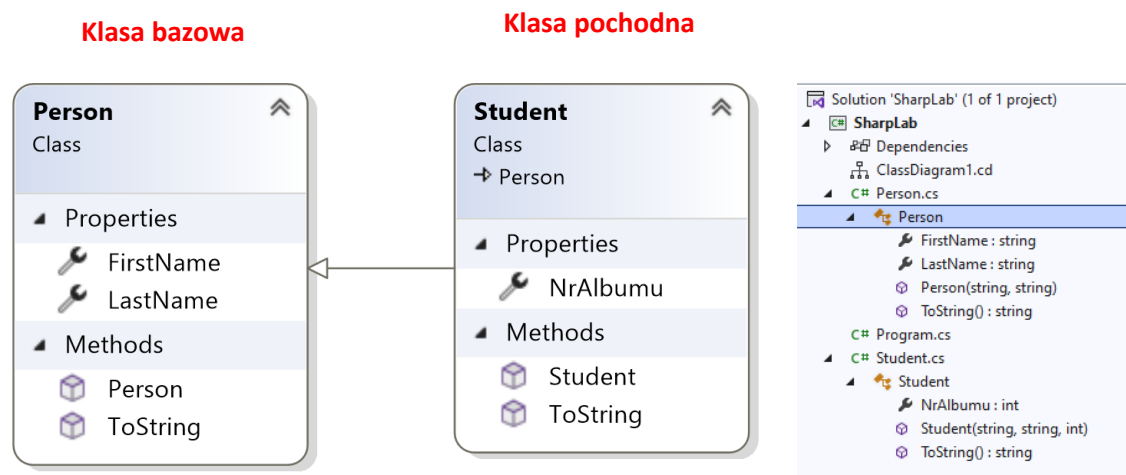 Klasa bazowa
Klasa pochodna
Person
Class
Properties
FirstName
LastName
Methods
Person
ToString
Student
Class
Person
Properties
NrAlbumu
Methods
Student
ToString
Solution 'SharpLab' (1 of 1 project)
C# SharpLab
Dependencies
ClassDiagram1.cd
C# Person.cs
Person
FirstName : string
LastName : string
Person(string, string)
ToString() : string
C# Program.cs
C# Student.cs
Student
NrAlbumu : int
Student(string, string, int)
ToString() : string